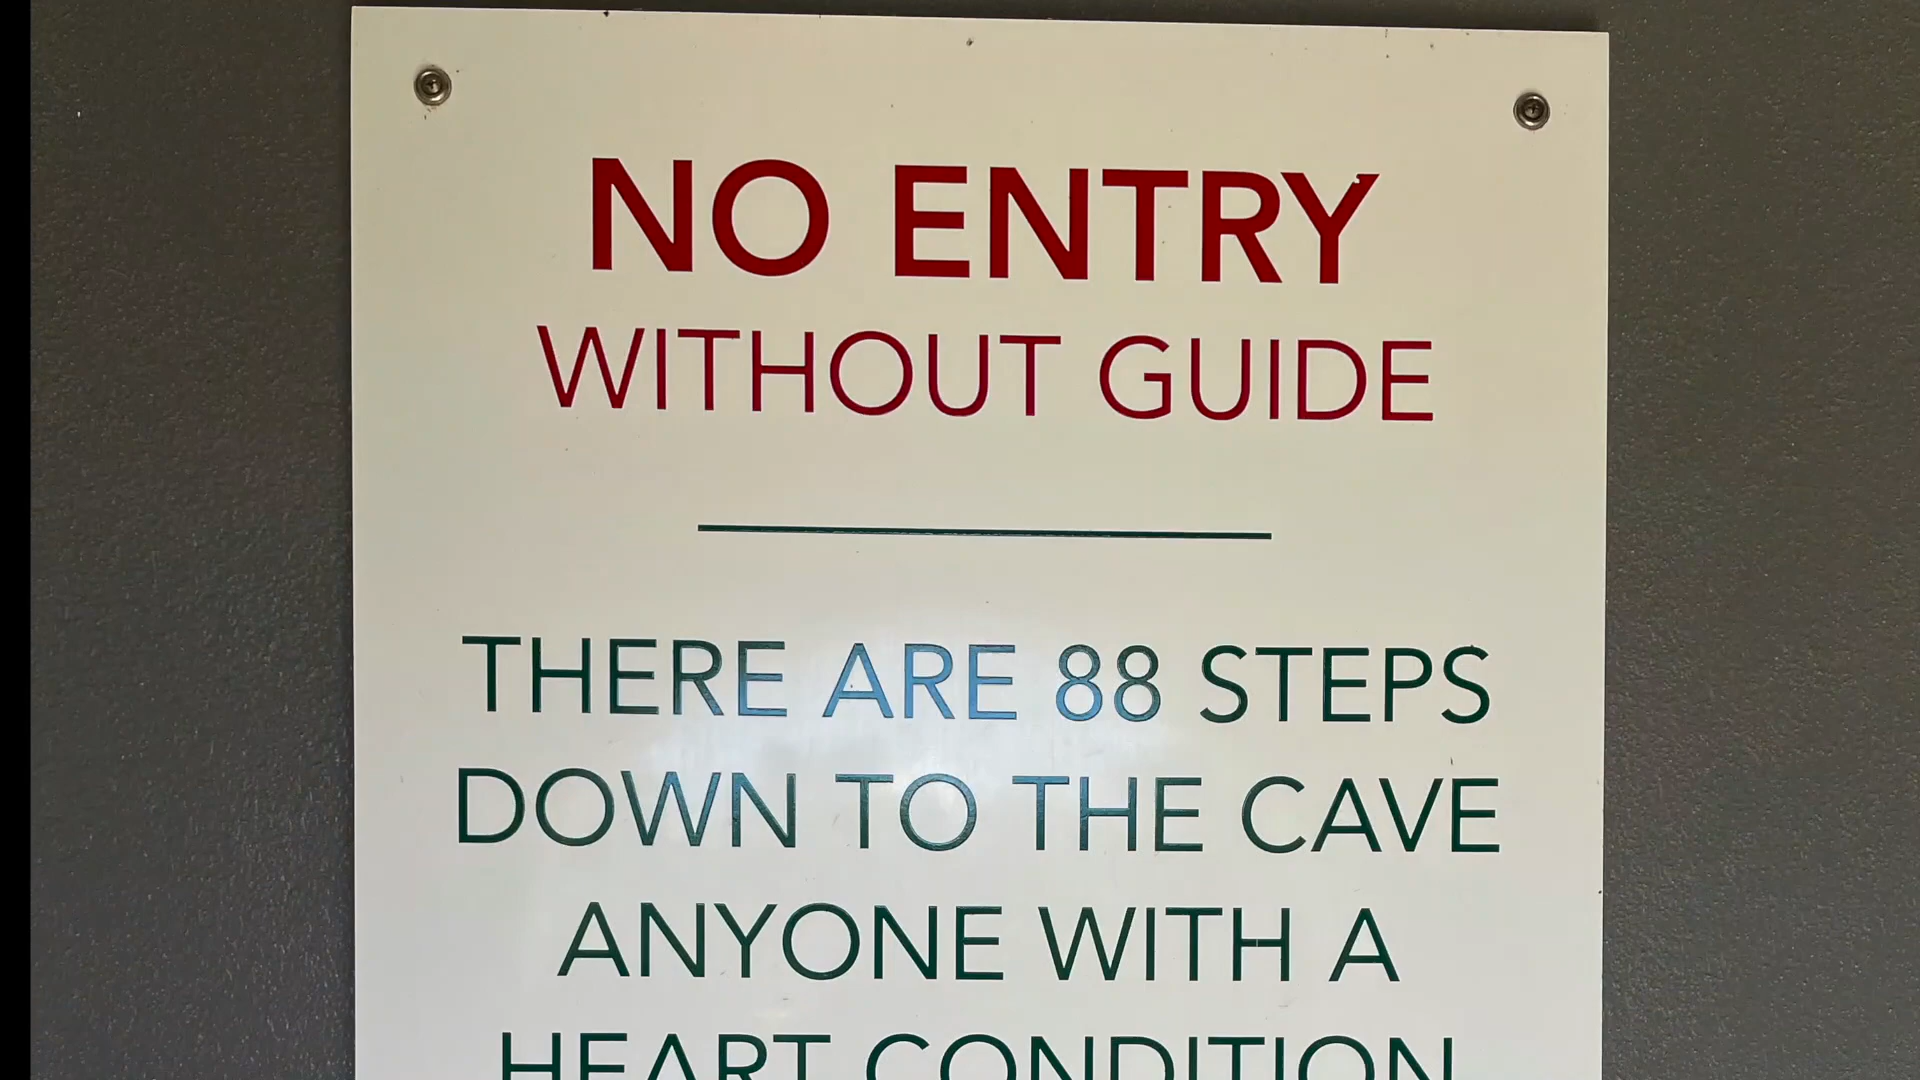 NO ENTRY
WITHOUT GUIDE
THERE ARE 88 STEPS
DOWN TO THE CAVE
ANYONE WITH A
HEART CONDITION